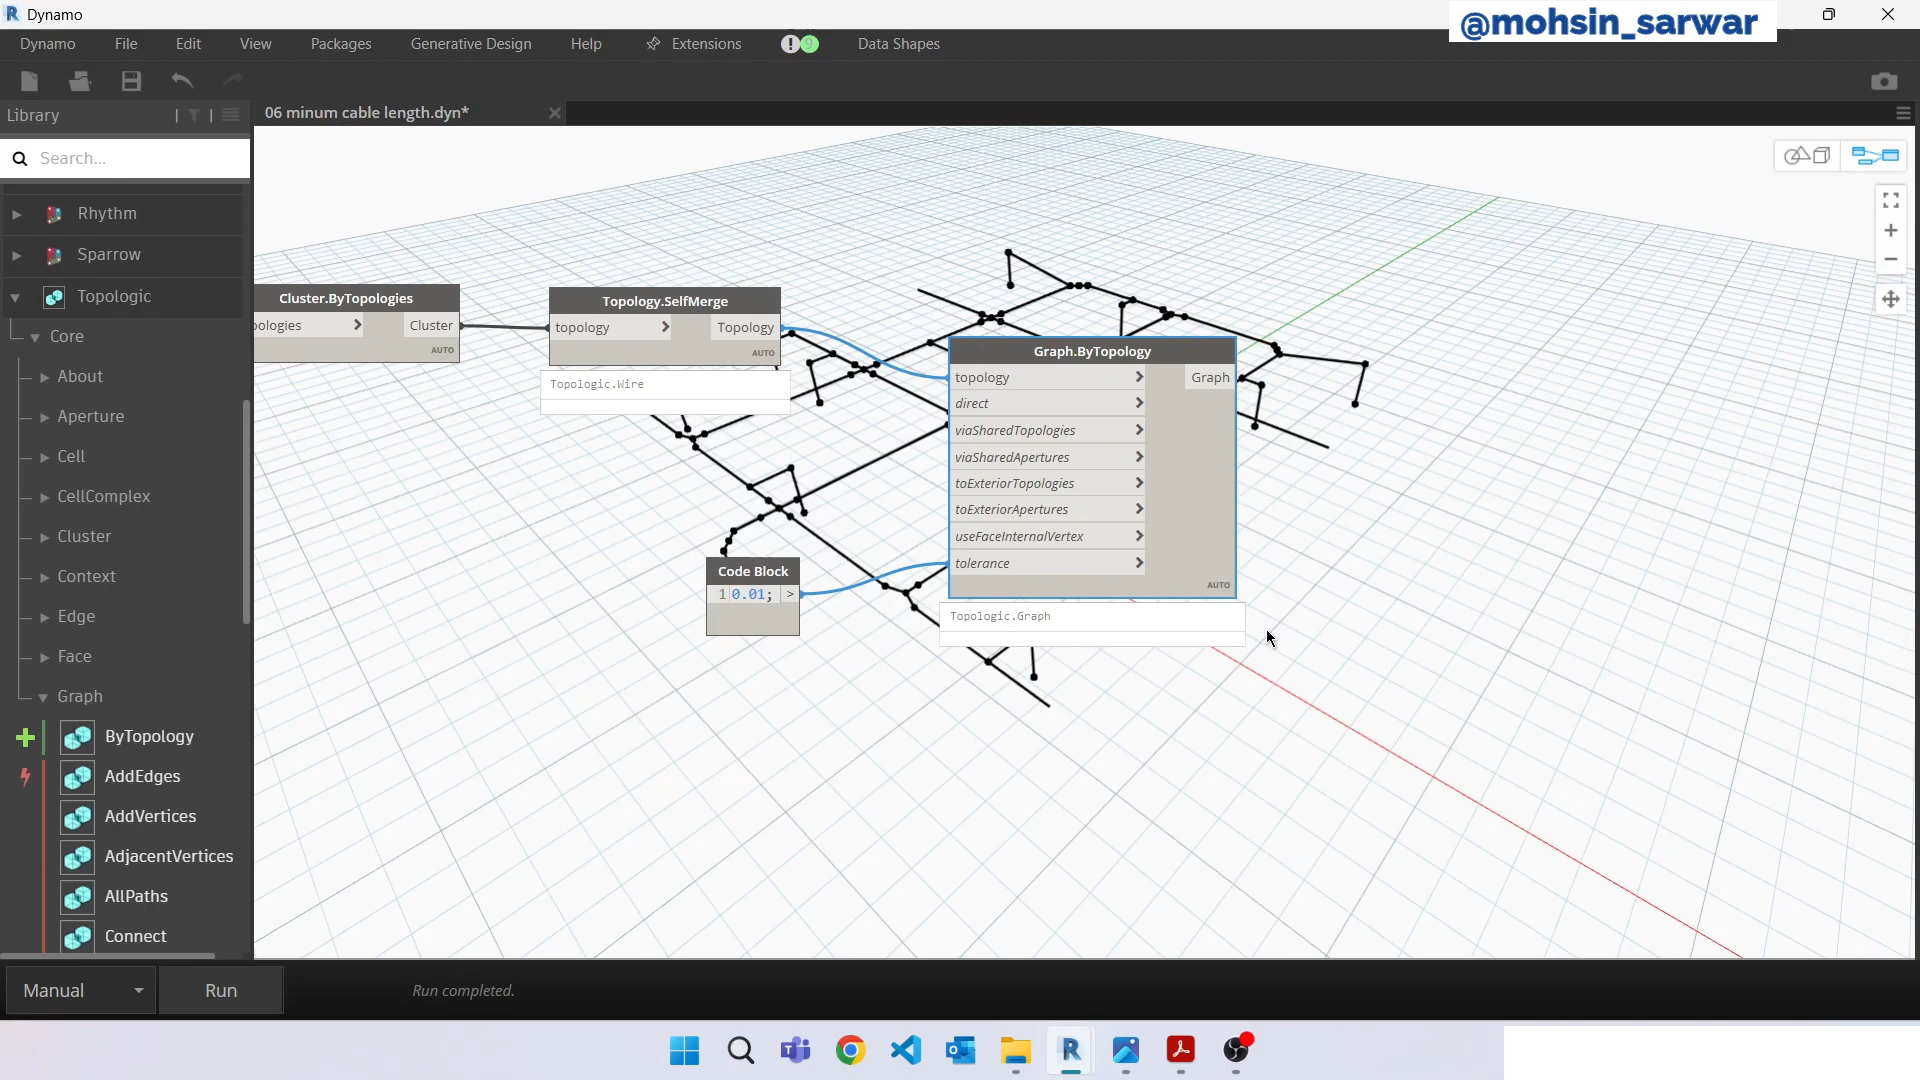 Dynamo
@mohsin_sarwar
Dynamo File Edit View Packages Generative Design Help Extensions Data Shapes
Library
06 minum cable length.dyn*
Search...
Rhythm
Sparrow
Topologic
Core
About
Aperture
Cell
CellComplex
Cluster
Context
Edge
Face
Graph
ByTopology
AddEdges
AddVertices
AdjacentVertices
AllPaths
Connect
Cluster.ByTopologies
pologies > Cluster
AUTO
Topology.SelfMerge
topology > Topology
AUTO
Topologic.Wire
Code Block
1 0.01; >
Graph.ByTopology
topology > Graph
direct >
viaSharedTopologies >
viaSharedApertures >
toExteriorTopologies >
toExteriorApertures >
useFaceInternalVertex >
tolerance >
AUTO
Topologic.Graph
Manual Run Run completed.